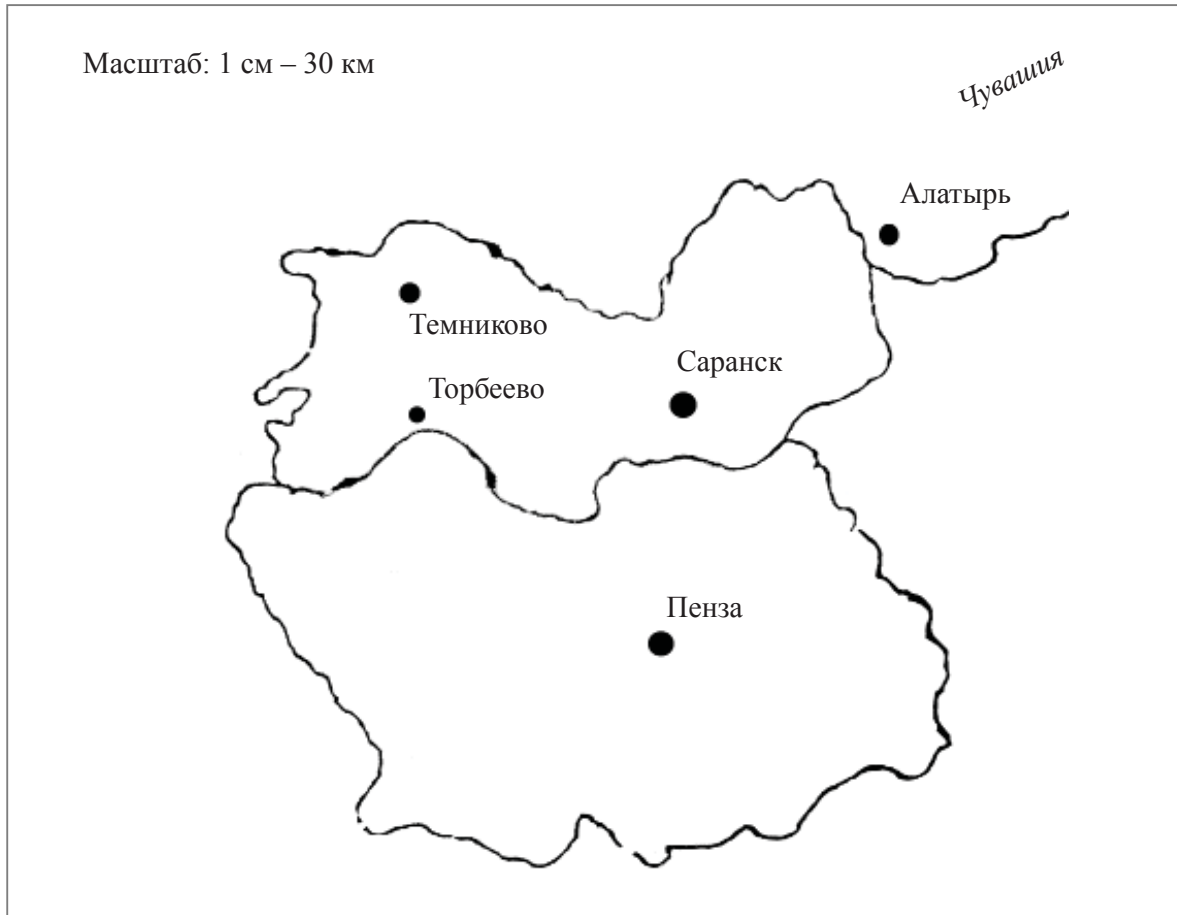 Масштаб: 1 см – 30 км
Чувашия
Алатырь
Темниково
Саранск
Торбеево
Пенза